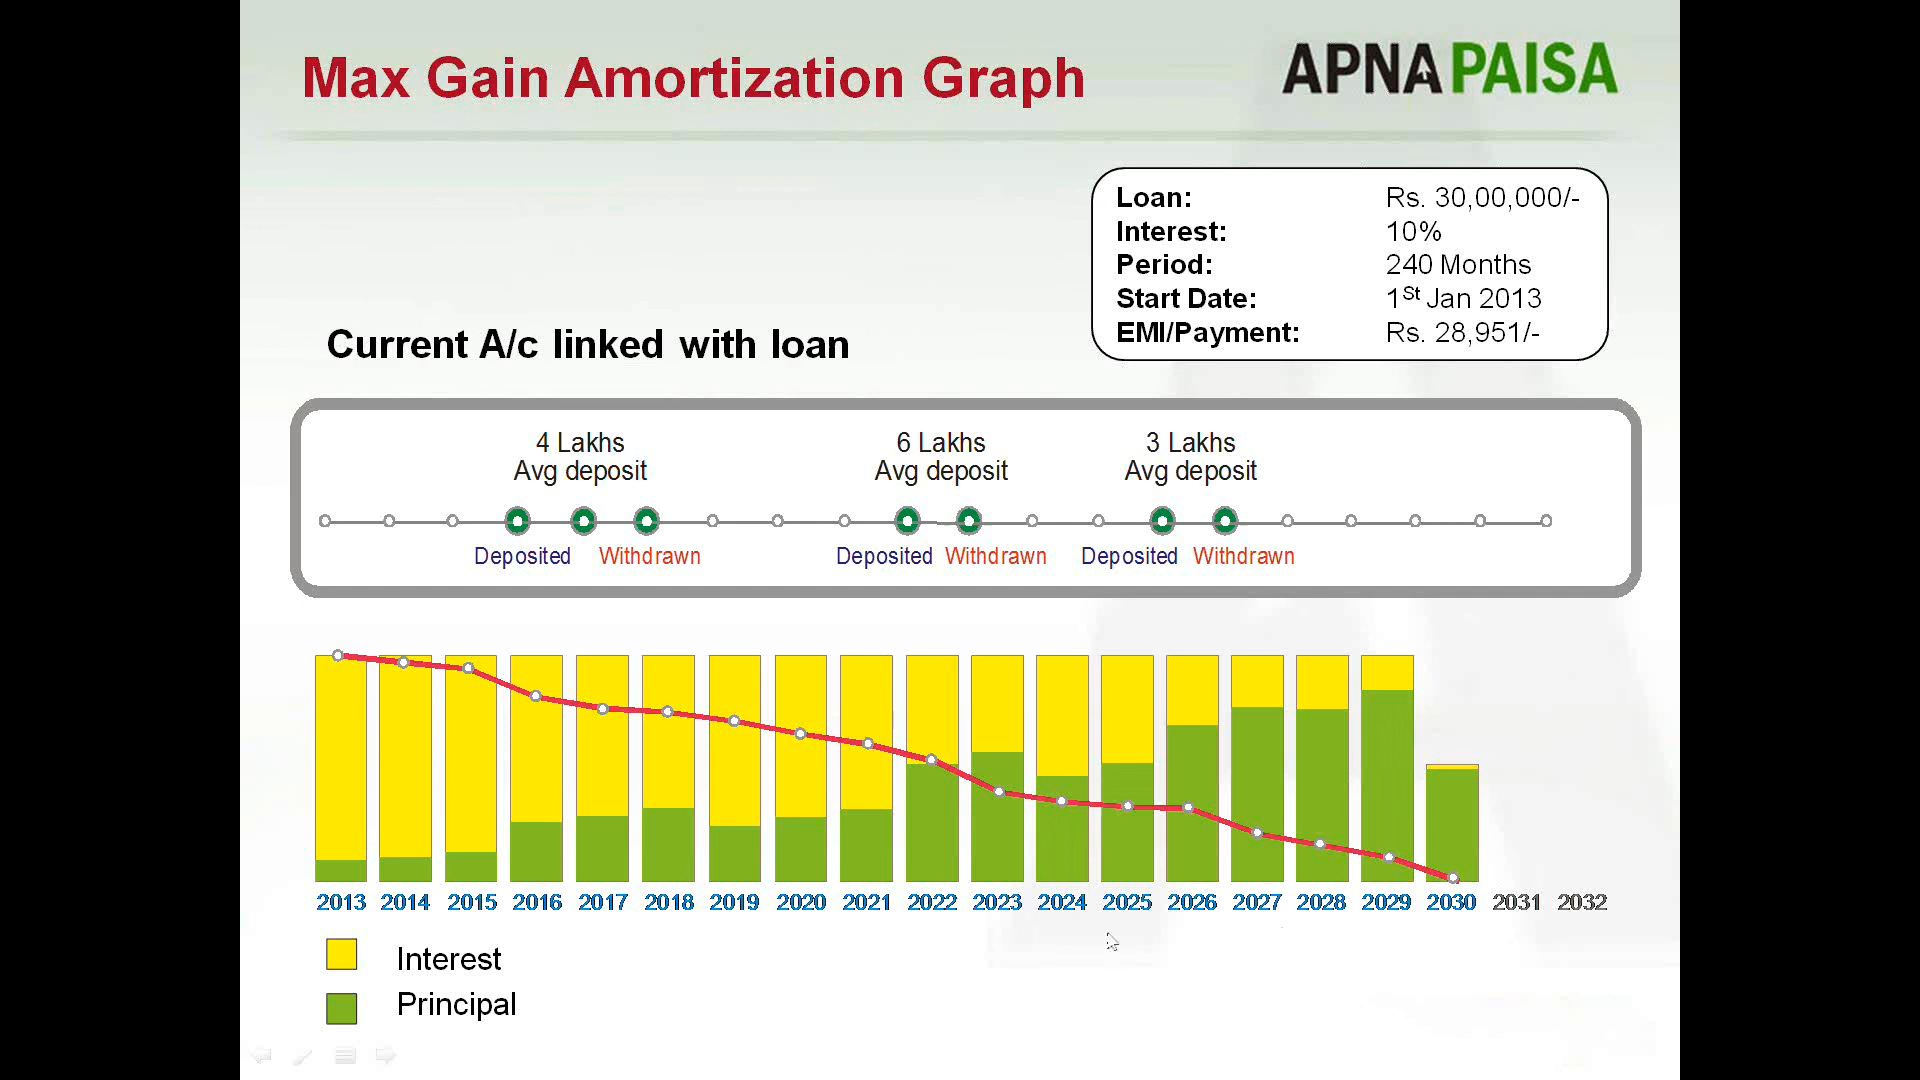 Max Gain Amortization Graph
APNAPAISA
Loan: Rs. 30,00,000/-
Interest: 10%
Period: 240 Months
Start Date: 1St Jan 2013
EMI/Payment: Rs. 28,951/-
Current A/c linked with loan
4 Lakhs 6 Lakhs 3 Lakhs
Avg deposit Avg deposit Avg deposit
Deposited Withdrawn Deposited Withdrawn Deposited Withdrawn
2013 2014 2015 2016 2017 2018 2019 2020 2021 2022 2023 2024 2025 2026 2027 2028 2029 2030 2031 2032
Interest
Principal